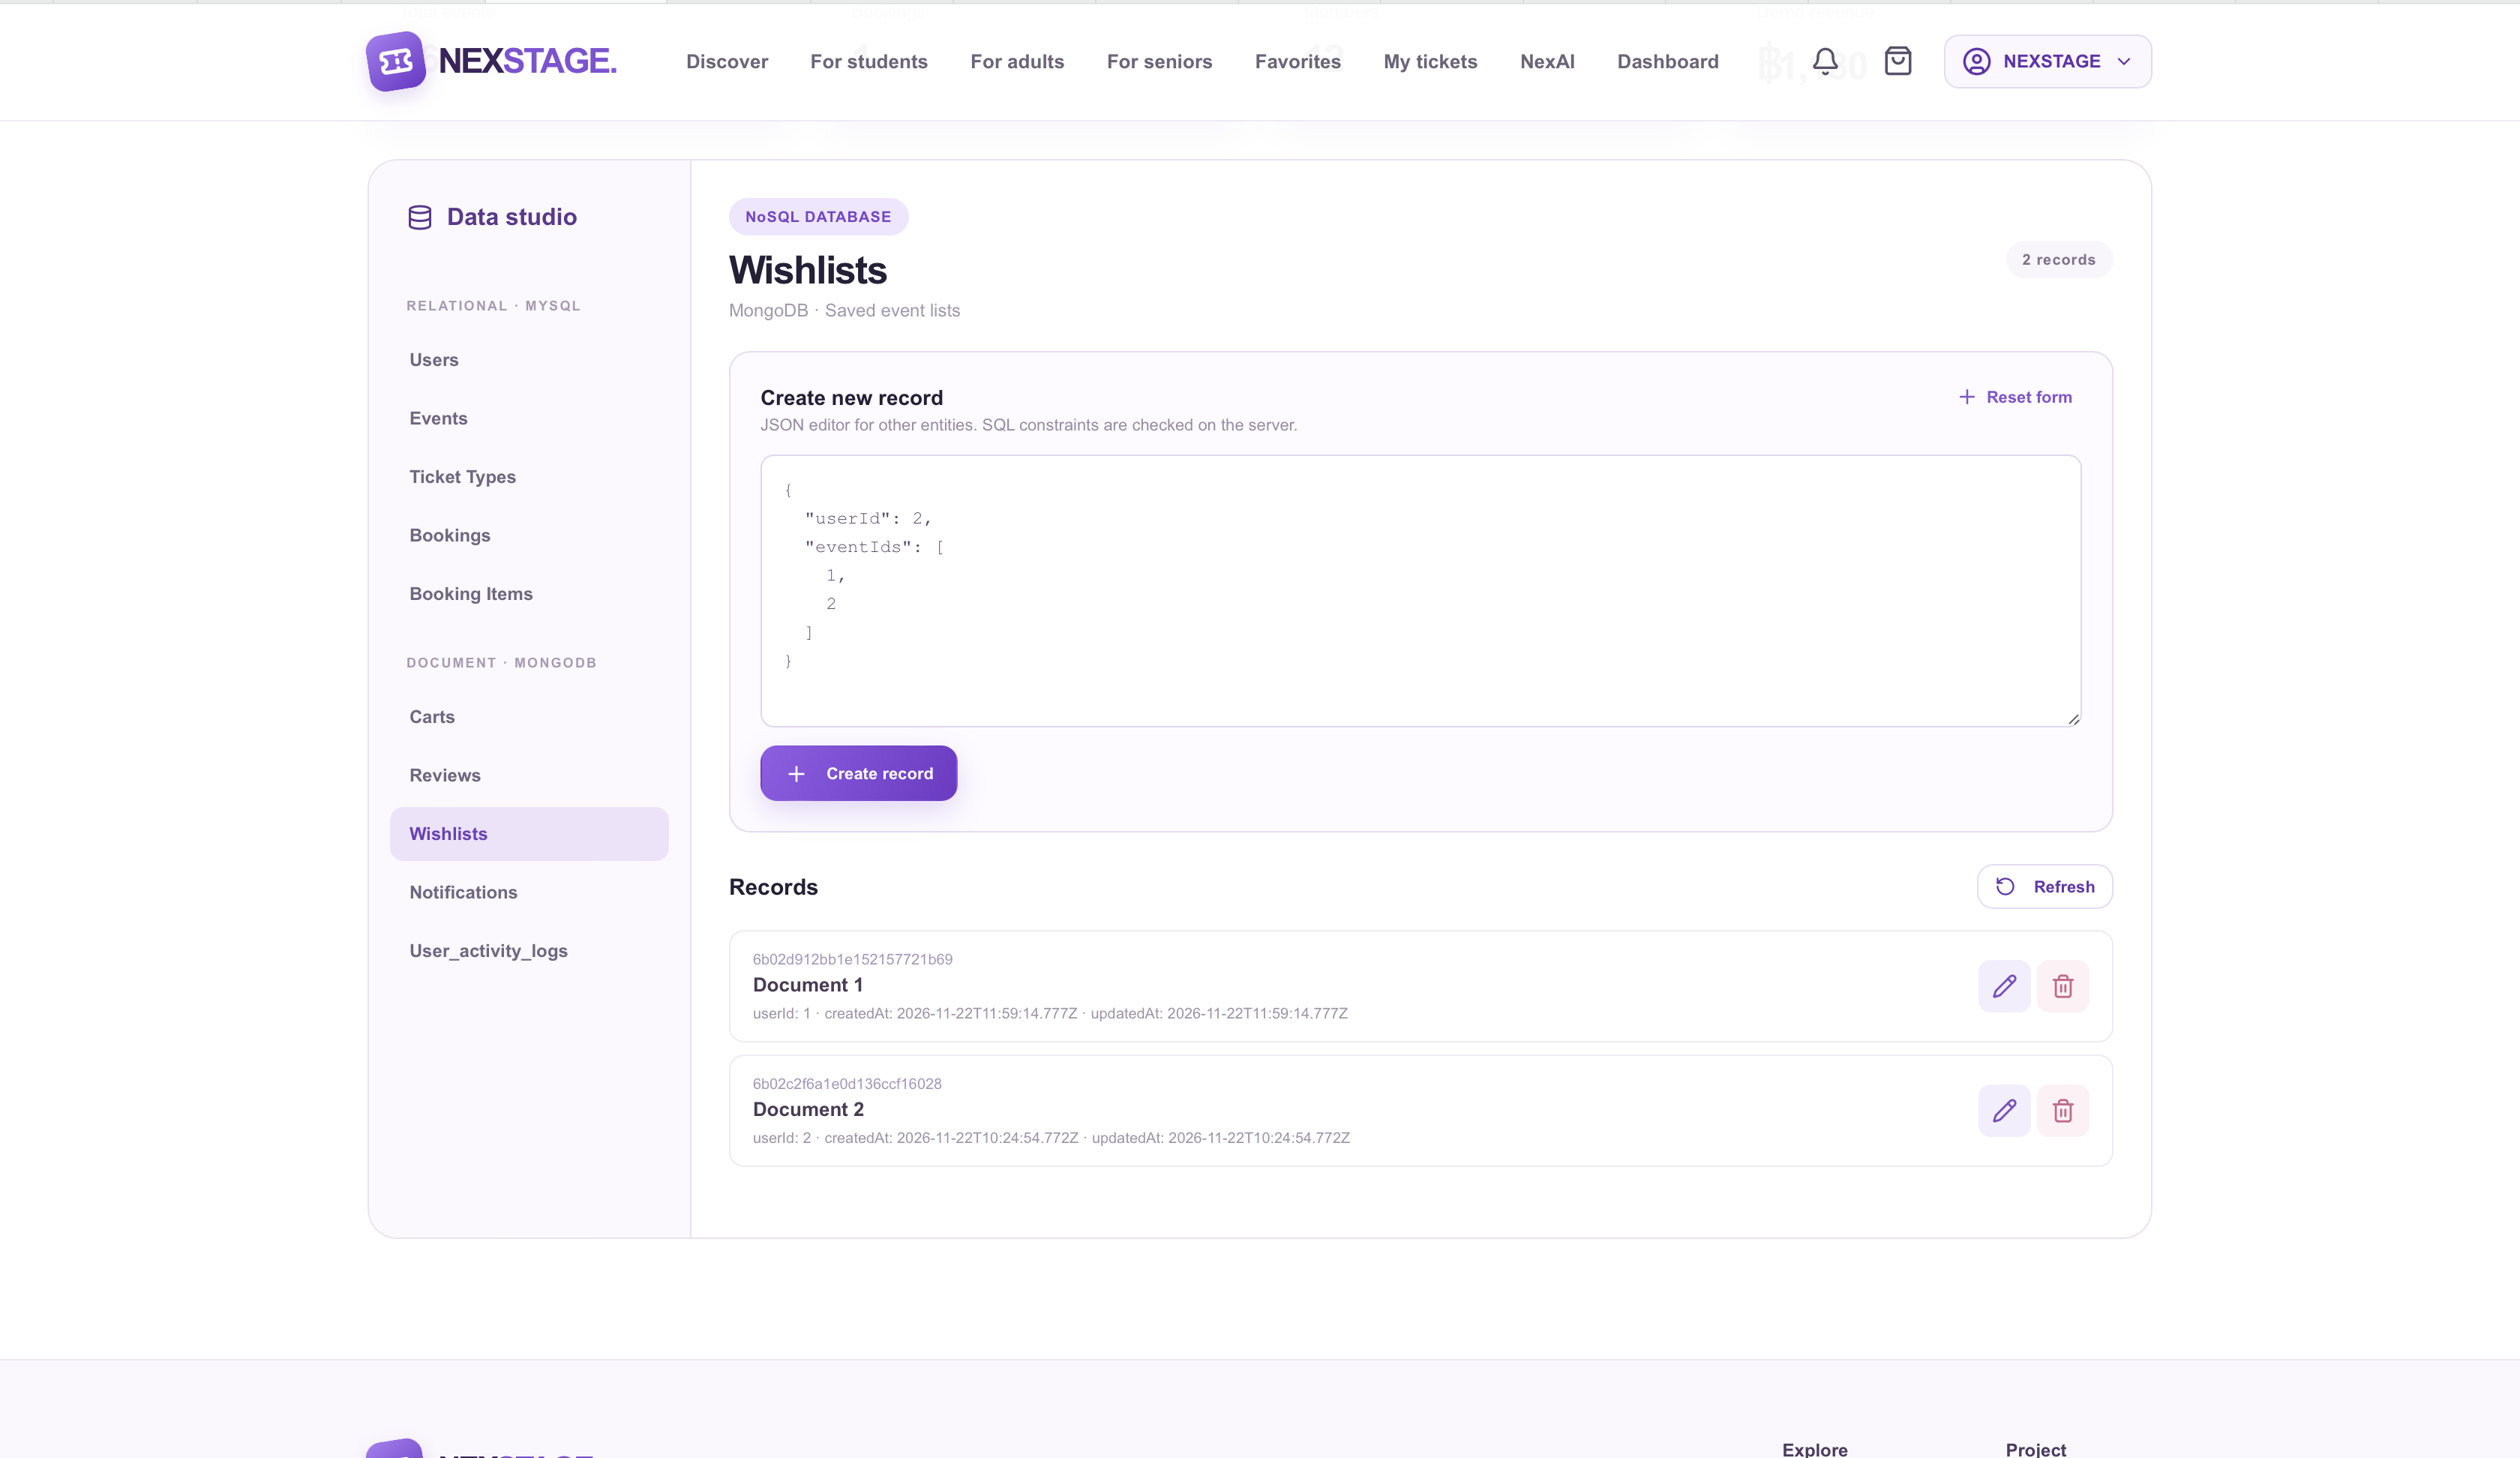 Total events
Bookings
Members
NEXSTAGE.
Discover
For students
For adults
For seniors
Favorites
My tickets
NexAI
Dashboard
NEXSTAGE
Data studio
RELATIONAL · MYSQL
Users
Events
Ticket Types
Bookings
Booking Items
DOCUMENT · MONGODB
Carts
Reviews
Wishlists
Notifications
User_activity_logs
NoSQL DATABASE
Wishlists
2 records
MongoDB · Saved event lists
Create new record
Reset form
JSON editor for other entities. SQL constraints are checked on the server.
{
"userId": 2,
"eventIds": [
1,
2
]
}
Create record
Records
Refresh
6b02d912bb1e152157721b69
Document 1
userId: 1 · createdAt: 2026-11-22T11:59:14.777Z · updatedAt: 2026-11-22T11:59:14.777Z
6b02c2f6a1e0d136ccf16028
Document 2
userId: 2 · createdAt: 2026-11-22T10:24:54.772Z · updatedAt: 2026-11-22T10:24:54.772Z
NEXSTAGE.
Explore
Project